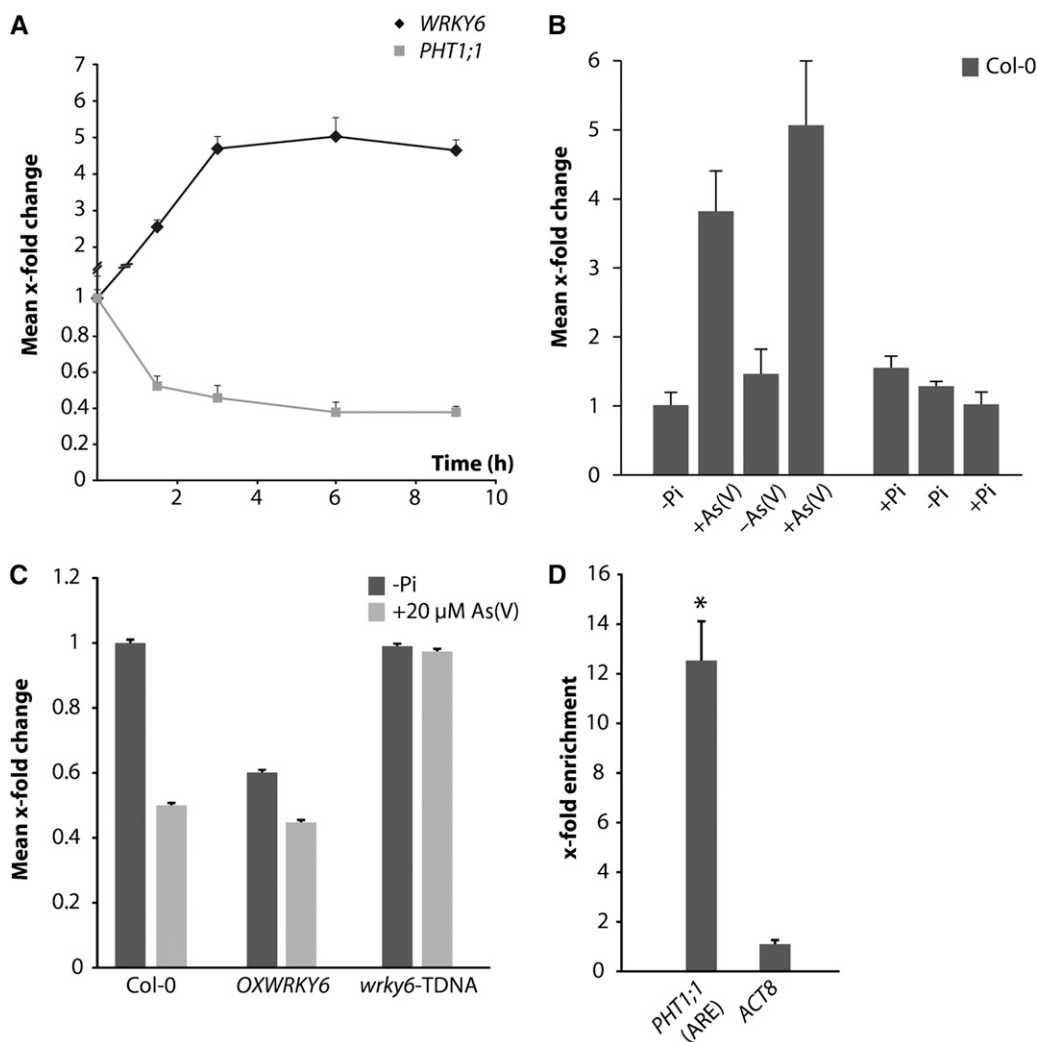 A
WRKY6
PHT1;1
Mean x-fold change
7
6
5
4
3
2
1
0.8
0.6
0.4
0.2
0
Time (h)
2
4
6
8
10
B
Col-0
Mean x-fold change
6
5
4
3
2
1
0
-Pi
+As(V)
–As(V)
+As(V)
+Pi
-Pi
+Pi
C
-Pi
+20 µM As(V)
Mean x-fold change
1.2
1
0.8
0.6
0.4
0.2
0
Col-0
OXWRKY6
wrky6-TDNA
D
x-fold enrichment
16
14
12
10
8
6
4
2
0
*
PHT1;1
(ARE)
ACT8